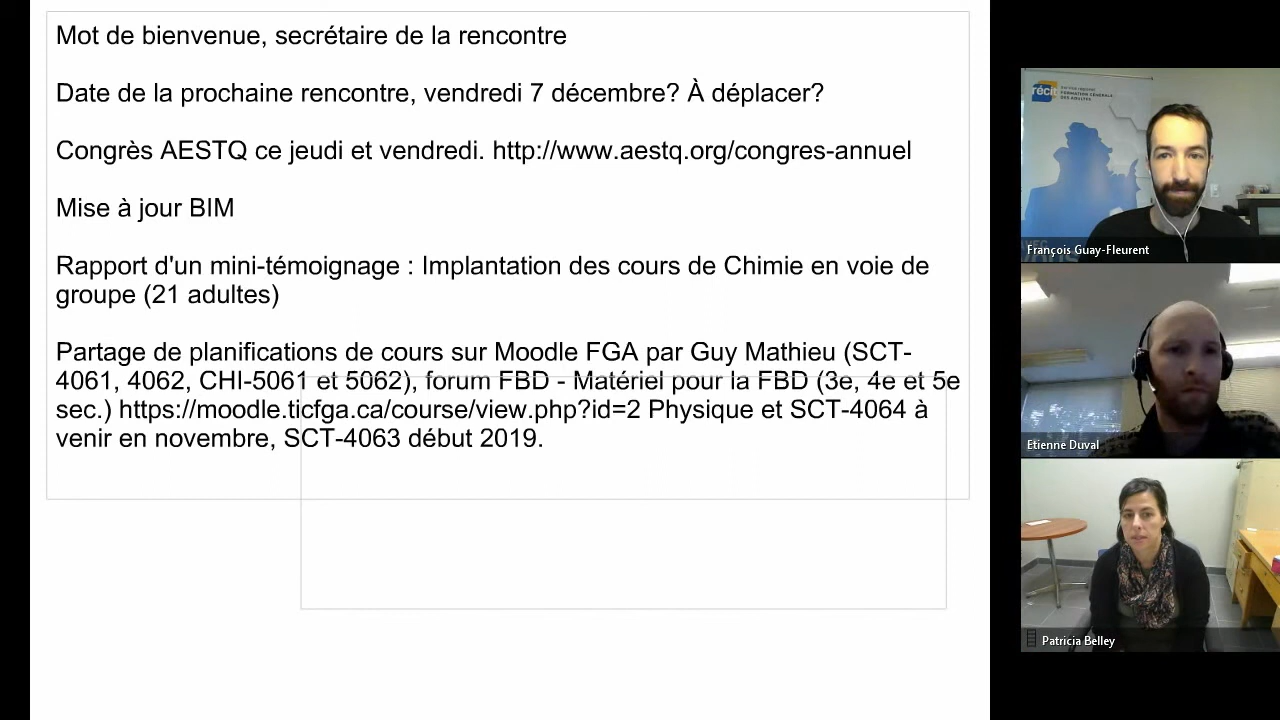 Mot de bienvenue, secrétaire de la rencontre
Date de la prochaine rencontre, vendredi 7 décembre? À déplacer?
Congrès AESTQ ce jeudi et vendredi. http://www.aestq.org/congres-annuel
Mise à jour BIM
Rapport d'un mini-témoignage : Implantation des cours de Chimie en voie de
groupe (21 adultes)
Partage de planifications de cours sur Moodle FGA par Guy Mathieu (SCT-
4061, 4062, CHI-5061 et 5062), forum FBD - Matériel pour la FBD (3e, 4e et 5e
sec.) https://moodle.ticfga.ca/course/view.php?id=2 Physique et SCT-4064 à
venir en novembre, SCT-4063 début 2019.
récit
FORMATION GÉNÉRALE
DES ADULTES
François Guay-Fleurent
Etienne Duval
Patricia Belley